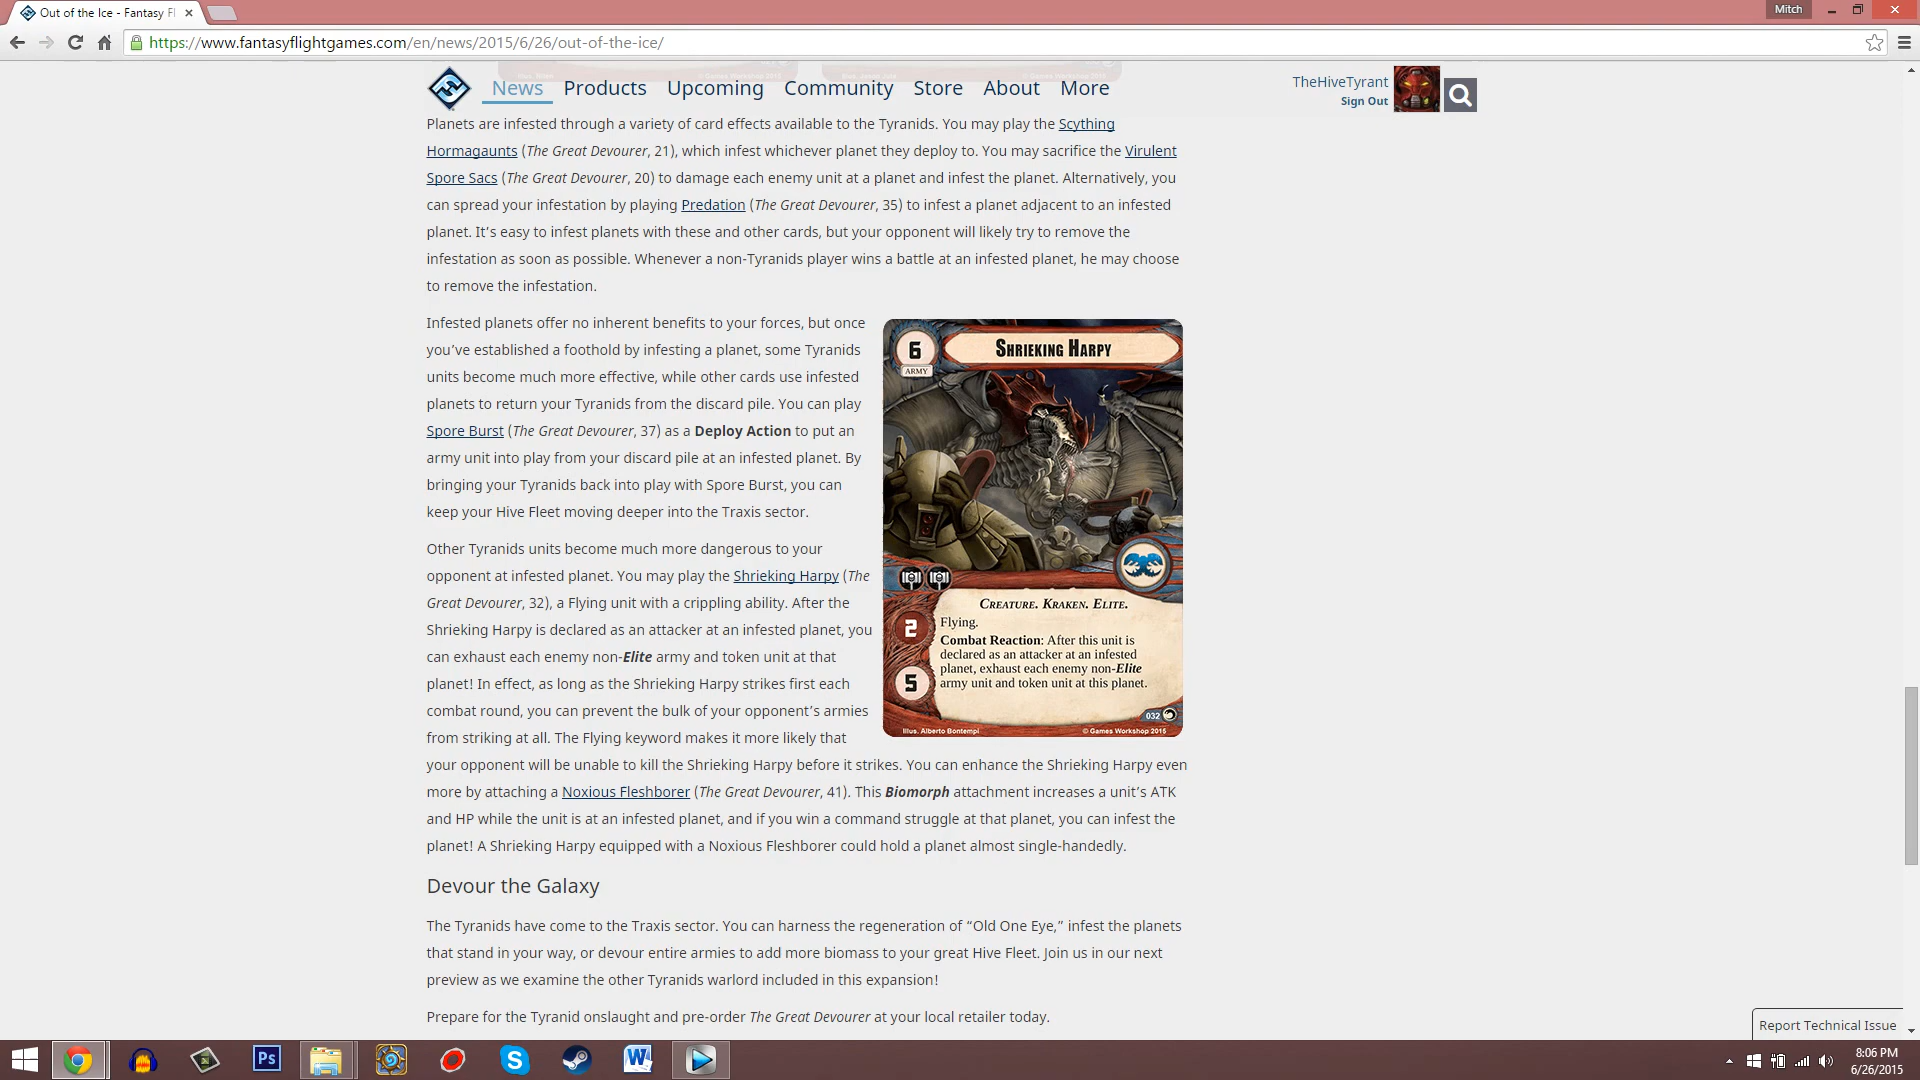 Out of the Ice - Fantasy Fl
Mitch
https://www.fantasyflightgames.com/en/news/2015/6/26/out-of-the-ice/
News Products Upcoming Community Store About More
TheHiveTyrant
Sign Out
Planets are infested through a variety of card effects available to the Tyranids. You may play the Scything
Hormagaunts (The Great Devourer, 21), which infest whichever planet they deploy to. You may sacrifice the Virulent
Spore Sacs (The Great Devourer, 20) to damage each enemy unit at a planet and infest the planet. Alternatively, you
can spread your infestation by playing Predation (The Great Devourer, 35) to infest a planet adjacent to an infested
planet. It’s easy to infest planets with these and other cards, but your opponent will likely try to remove the
infestation as soon as possible. Whenever a non-Tyranids player wins a battle at an infested planet, he may choose
to remove the infestation.
Infested planets offer no inherent benefits to your forces, but once
you’ve established a foothold by infesting a planet, some Tyranids
units become much more effective, while other cards use infested
planets to return your Tyranids from the discard pile. You can play
Spore Burst (The Great Devourer, 37) as a Deploy Action to put an
army unit into play from your discard pile at an infested planet. By
bringing your Tyranids back into play with Spore Burst, you can
keep your Hive Fleet moving deeper into the Traxis sector.
Other Tyranids units become much more dangerous to your
opponent at infested planet. You may play the Shrieking Harpy (The
Great Devourer, 32), a Flying unit with a crippling ability. After the
Shrieking Harpy is declared as an attacker at an infested planet, you
can exhaust each enemy non-Elite army and token unit at that
planet! In effect, as long as the Shrieking Harpy strikes first each
combat round, you can prevent the bulk of your opponent’s armies
from striking at all. The Flying keyword makes it more likely that
your opponent will be unable to kill the Shrieking Harpy before it strikes. You can enhance the Shrieking Harpy even
more by attaching a Noxious Fleshborer (The Great Devourer, 41). This Biomorph attachment increases a unit’s ATK
and HP while the unit is at an infested planet, and if you win a command struggle at that planet, you can infest the
planet! A Shrieking Harpy equipped with a Noxious Fleshborer could hold a planet almost single-handedly.
6
ARMY
Shrieking Harpy
Creature. Kraken. Elite.
2
Flying.
Combat Reaction: After this unit is
declared as an attacker at an infested
planet, exhaust each enemy non-Elite
army unit and token unit at this planet.
5
032
Illus. Alberto Bontempi
© Games Workshop 2015
Devour the Galaxy
The Tyranids have come to the Traxis sector. You can harness the regeneration of “Old One Eye,” infest the planets
that stand in your way, or devour entire armies to add more biomass to your great Hive Fleet. Join us in our next
preview as we examine the other Tyranids warlord included in this expansion!
Prepare for the Tyranid onslaught and pre-order The Great Devourer at your local retailer today.
Report Technical Issue
Ps
8:06 PM
6/26/2015